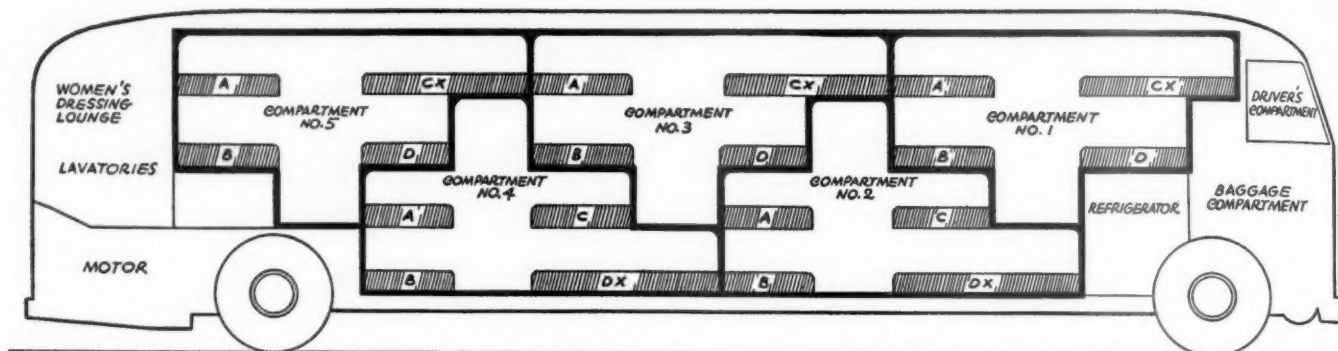 WOMEN'S
DRESSING
LOUNGE
LAVATORIES
MOTOR
A
CX
COMPARTMENT
NO. 5
B
D
A
CX
COMPARTMENT
NO. 3
B
D
A
CX
COMPARTMENT
NO. 1
B
D
COMPARTMENT
NO. 4
A
C
B
DX
COMPARTMENT
NO. 2
A
C
B
DX
REFRIGERATOR
DRIVER'S
COMPARTMENT
BAGGAGE
COMPARTMENT